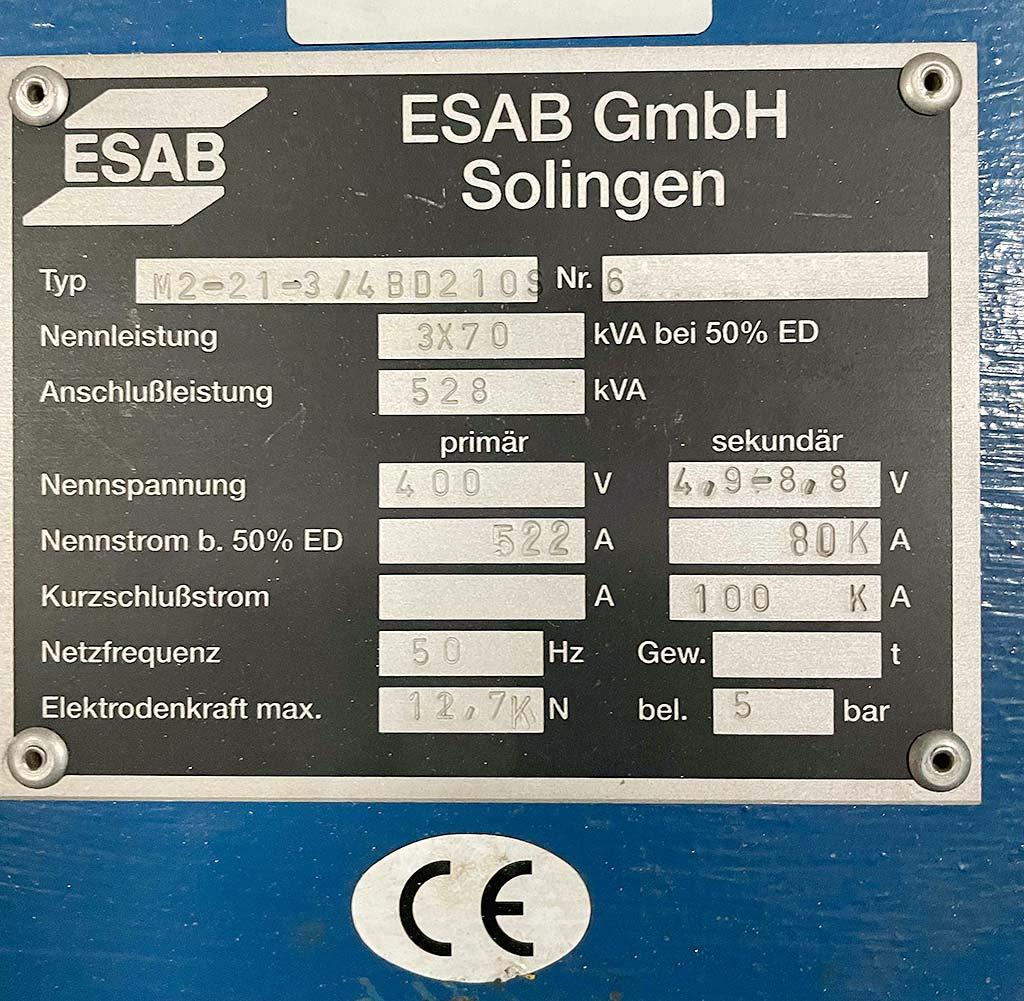 ESAB
ESAB GmbH
Solingen
Typ M2-21-3/4BD210S Nr. 6
Nennleistung 3X70 kVA bei 50% ED
Anschlußleistung 528 kVA
primär sekundär
Nennspannung 400 V 4,9-8,8 V
Nennstrom b. 50% ED 522 A 80K A
Kurzschlußstrom A 100 K A
Netzfrequenz 50 Hz Gew. t
Elektrodenkraft max. 12,7K N bel. 5 bar
CE